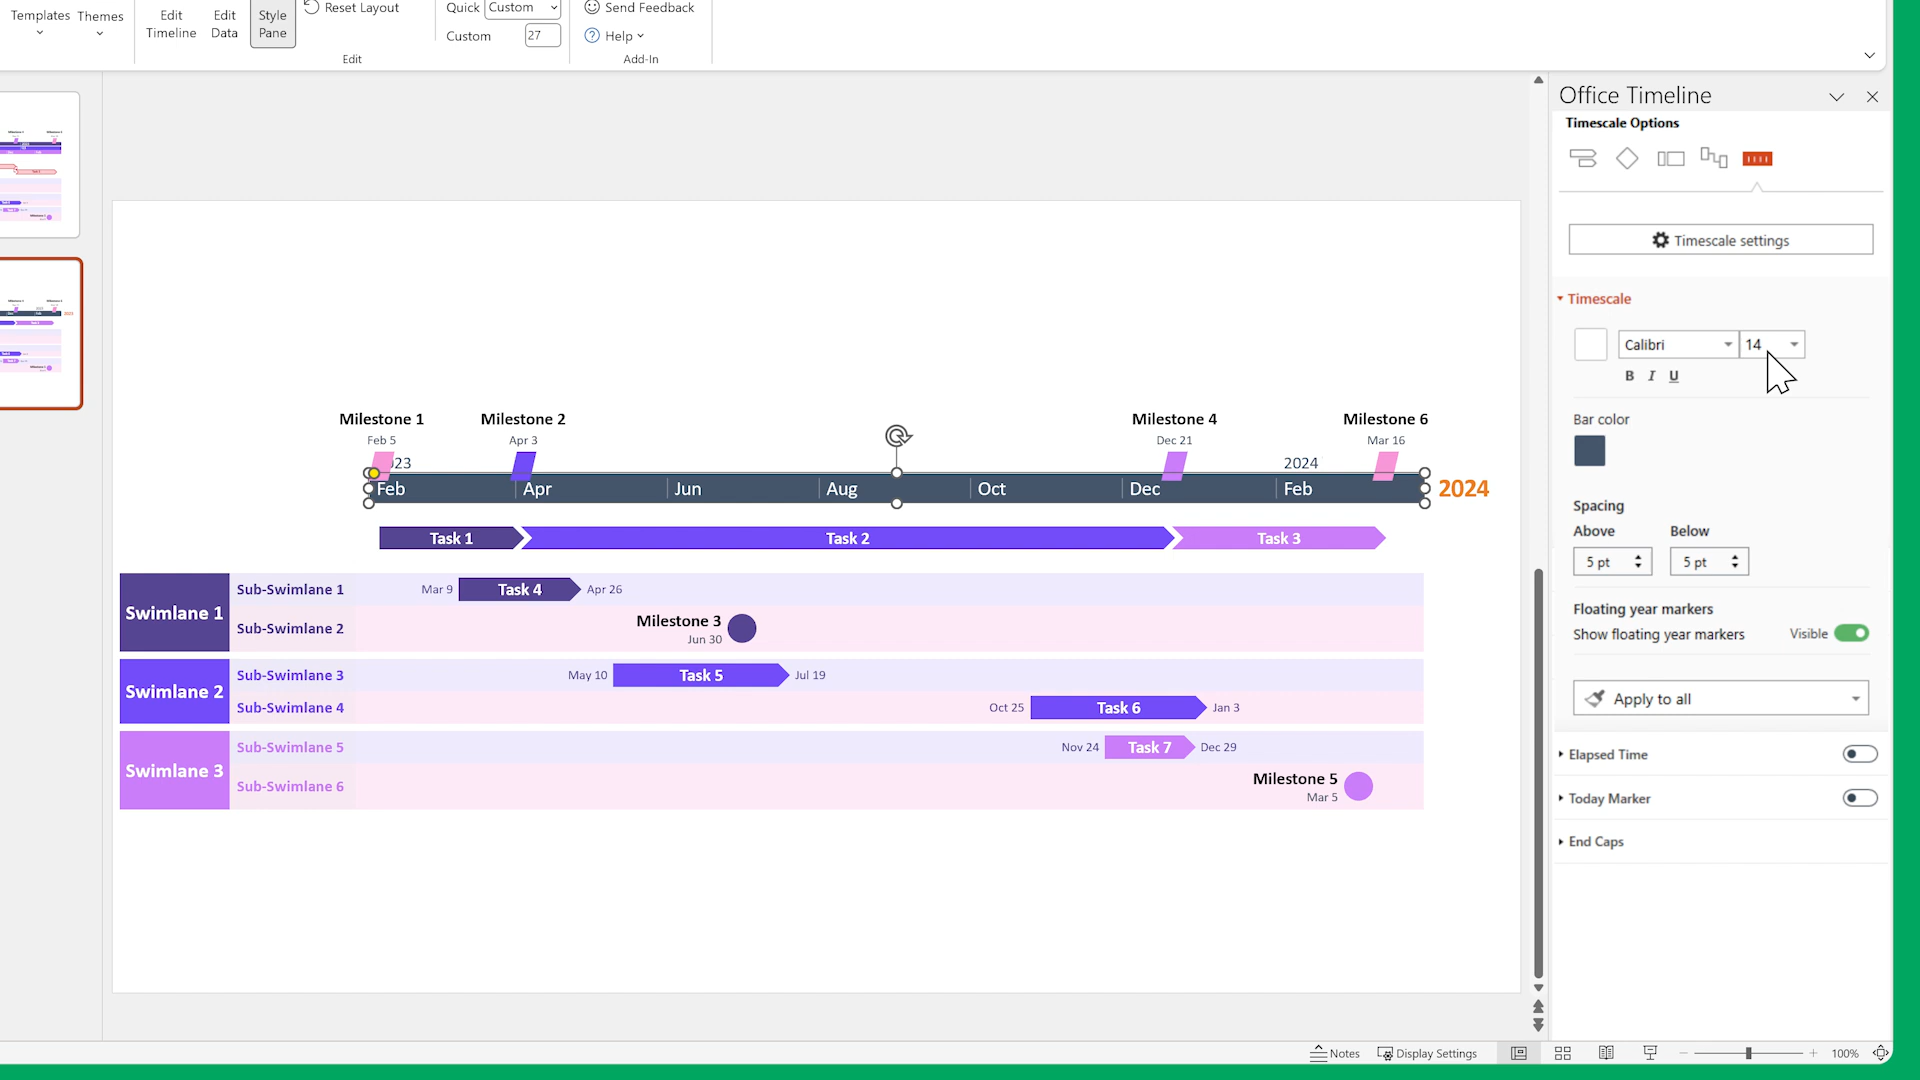 Templates Themes
Edit Timeline
Edit Data
Style Pane
Reset Layout
Edit
Quick Custom
Custom 27
Send Feedback
Help
Add-In
Office Timeline
Timescale Options
Timescale settings
Timescale
Calibri 14
B I U
Bar color
Spacing
Above Below
5 pt 5 pt
Floating year markers
Show floating year markers Visible
Apply to all
Elapsed Time
Today Marker
End Caps
Milestone 1
Feb 5
Milestone 2
Apr 3
Milestone 4
Dec 21
Milestone 6
Mar 16
23 2024
Feb Apr Jun Aug Oct Dec Feb 2024
Task 1 Task 2 Task 3
Swimlane 1
Sub-Swimlane 1 Mar 9 Task 4 Apr 26
Sub-Swimlane 2 Milestone 3
Jun 30
Swimlane 2
Sub-Swimlane 3 May 10 Task 5 Jul 19
Sub-Swimlane 4 Oct 25 Task 6 Jan 3
Swimlane 3
Sub-Swimlane 5 Nov 24 Task 7 Dec 29
Sub-Swimlane 6 Milestone 5
Mar 5
Notes Display Settings 100%